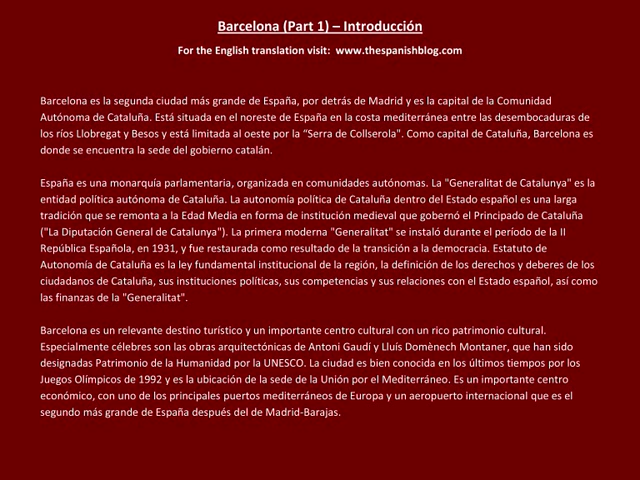 Barcelona (Part 1) – Introducción
For the English translation visit:  www.thespanishblog.com
Barcelona es la segunda ciudad más grande de España, por detrás de Madrid y es la capital de la Comunidad
Autónoma de Cataluña. Está situada en el noreste de España en la costa mediterránea entre las desembocaduras de
los ríos Llobregat y Besos y está limitada al oeste por la “Serra de Collserola". Como capital de Cataluña, Barcelona es
donde se encuentra la sede del gobierno catalán.
España es una monarquía parlamentaria, organizada en comunidades autónomas. La "Generalitat de Catalunya" es la
entidad política autónoma de Cataluña. La autonomía política de Cataluña dentro del Estado español es una larga
tradición que se remonta a la Edad Media en forma de institución medieval que gobernó el Principado de Cataluña
("La Diputación General de Catalunya"). La primera moderna "Generalitat" se instaló durante el período de la II
República Española, en 1931, y fue restaurada como resultado de la transición a la democracia. Estatuto de
Autonomía de Cataluña es la ley fundamental institucional de la región, la definición de los derechos y deberes de los
ciudadanos de Cataluña, sus instituciones políticas, sus competencias y sus relaciones con el Estado español, así como
las finanzas de la "Generalitat".
Barcelona es un relevante destino turístico y un importante centro cultural con un rico patrimonio cultural.
Especialmente célebres son las obras arquitectónicas de Antoni Gaudí y Lluís Domènech Montaner, que han sido
designadas Patrimonio de la Humanidad por la UNESCO. La ciudad es bien conocida en los últimos tiempos por los
Juegos Olímpicos de 1992 y es la ubicación de la sede de la Unión por el Mediterráneo. Es un importante centro
económico, con uno de los principales puertos mediterráneos de Europa y un aeropuerto internacional que es el
segundo más grande de España después del de Madrid-Barajas.